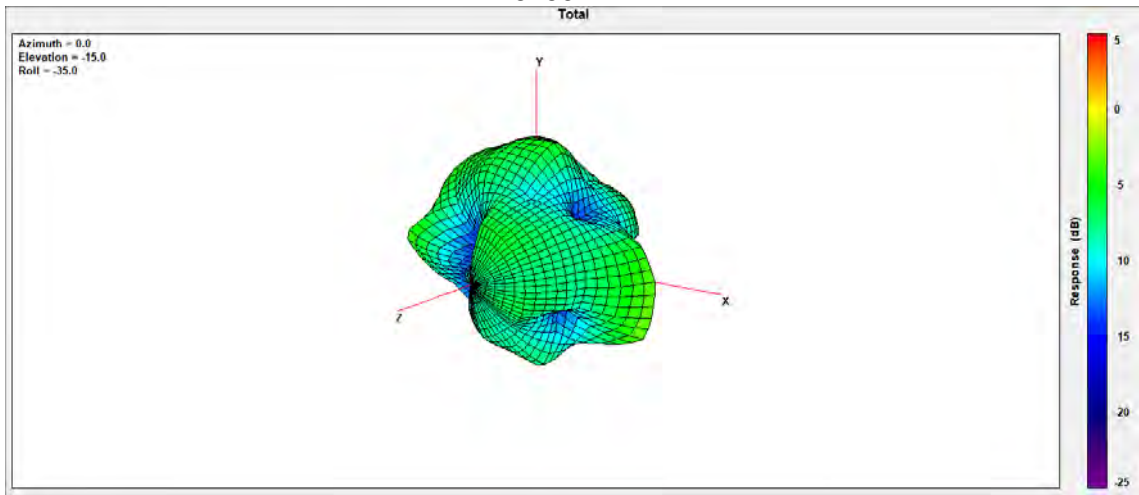 Total
Azimuth = 0.0
Elevation = -15.0
Roll = -35.0
Y
X
Z
Response (dB)
5
0
-5
-10
-15
-20
-25